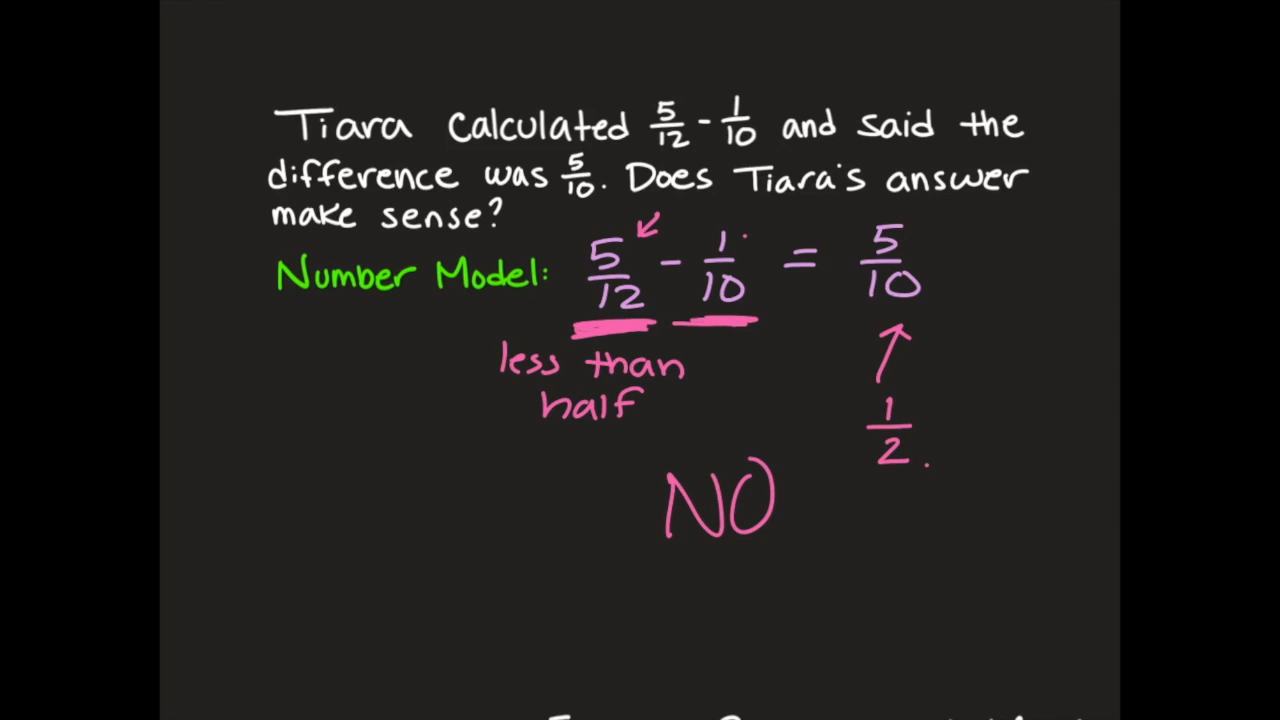 Tiara calculated 5/12 - 1/10 and said the
difference was 5/10. Does Tiara's answer
make sense?
Number Model: 5/12 - 1/10 = 5/10
less than
half
1/2
NO